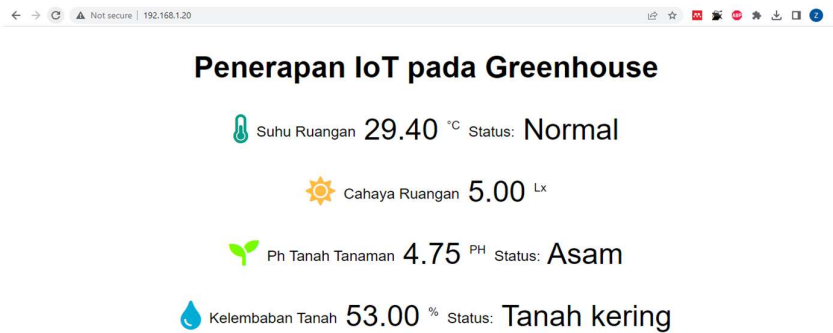 Not secure | 192.168.1.20
Penerapan IoT pada Greenhouse
Suhu Ruangan 29.40 °C Status: Normal
Cahaya Ruangan 5.00 Lx
Ph Tanah Tanaman 4.75 PH Status: Asam
Kelembaban Tanah 53.00 % Status: Tanah kering